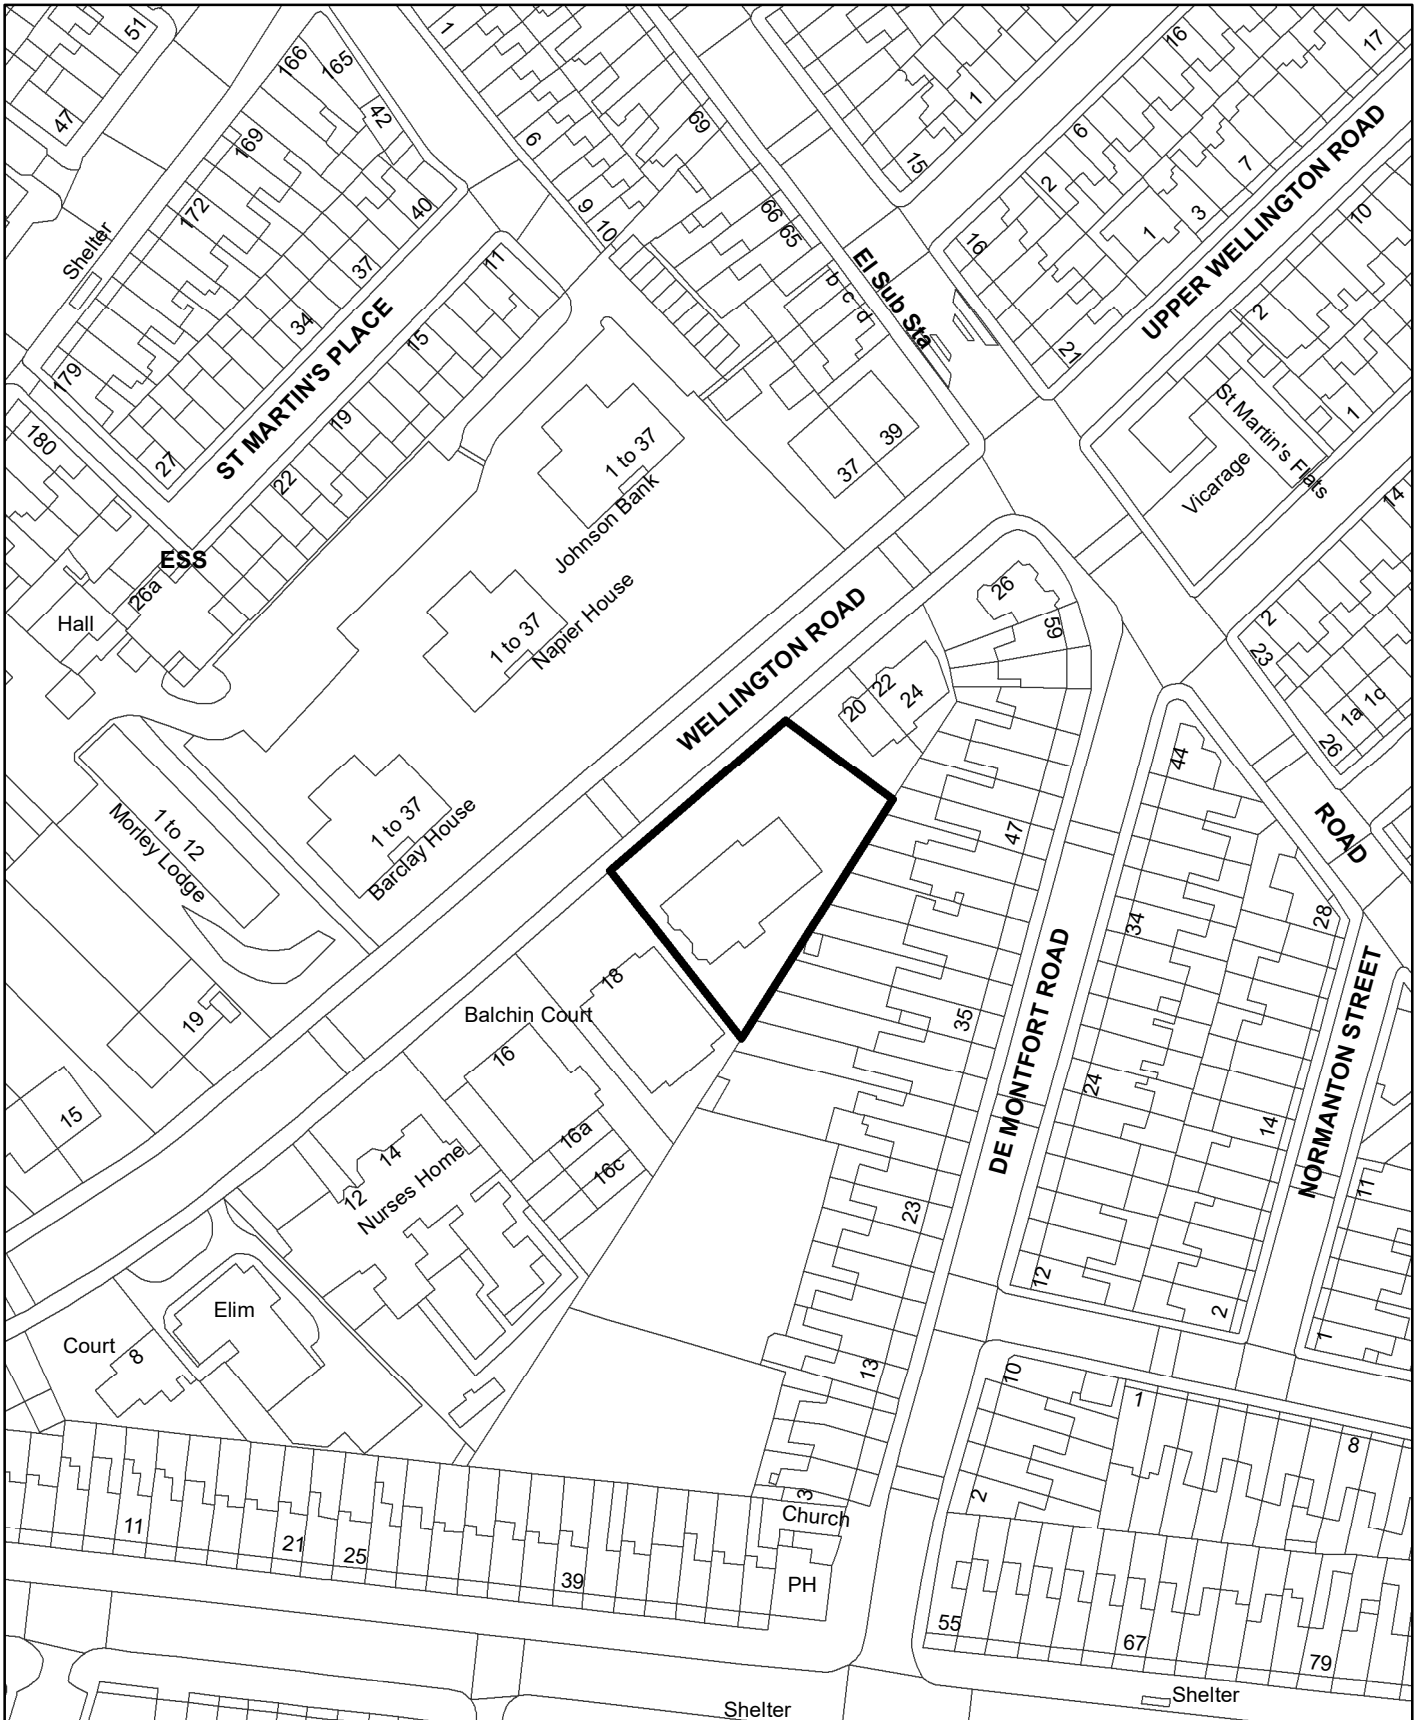 51
166
165
1
16
17
47
42
169
6
69
1
15
6
2
7
172
40
9
10
66
65
16
1
3
10
UPPER WELLINGTON ROAD
Shelter
37
11
El Sub Sta
b
c
d
34
15
21
2
ST MARTIN'S PLACE
179
19
St Martin's Flats
1
180
27
22
1 to 37
Johnson Bank
37
39
Vicarage
14
ESS
26a
Hall
1 to 37
Napier House
WELLINGTON ROAD
26
59
2
23
20
22
24
1a
1c
26
44
1 to 12
Morley Lodge
1 to 37
Barclay House
47
ROAD
34
28
18
Balchin Court
19
16
35
DE MONTFORT ROAD
NORMANTON STREET
15
14
12
Nurses Home
16a
16c
24
14
11
23
Elim
Court
8
12
2
1
13
10
1
8
3
Church
2
11
21
25
39
PH
55
67
79
Shelter
Shelter